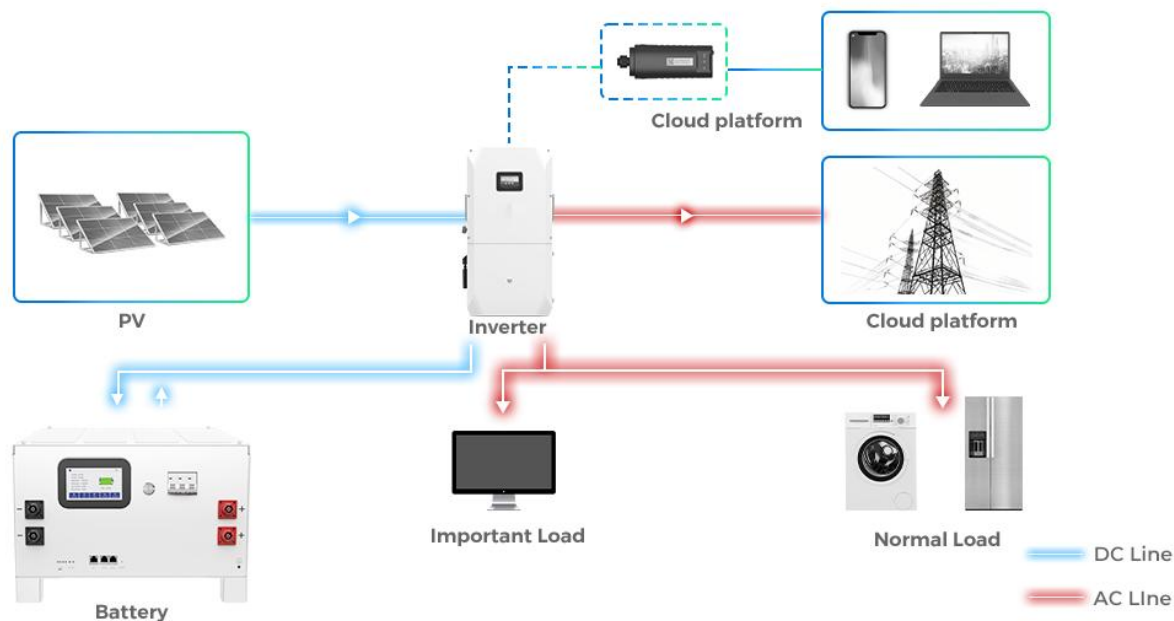 Cloud platform
PV
Inverter
Cloud platform
Important Load
Normal Load
Battery
DC Line
AC LIne